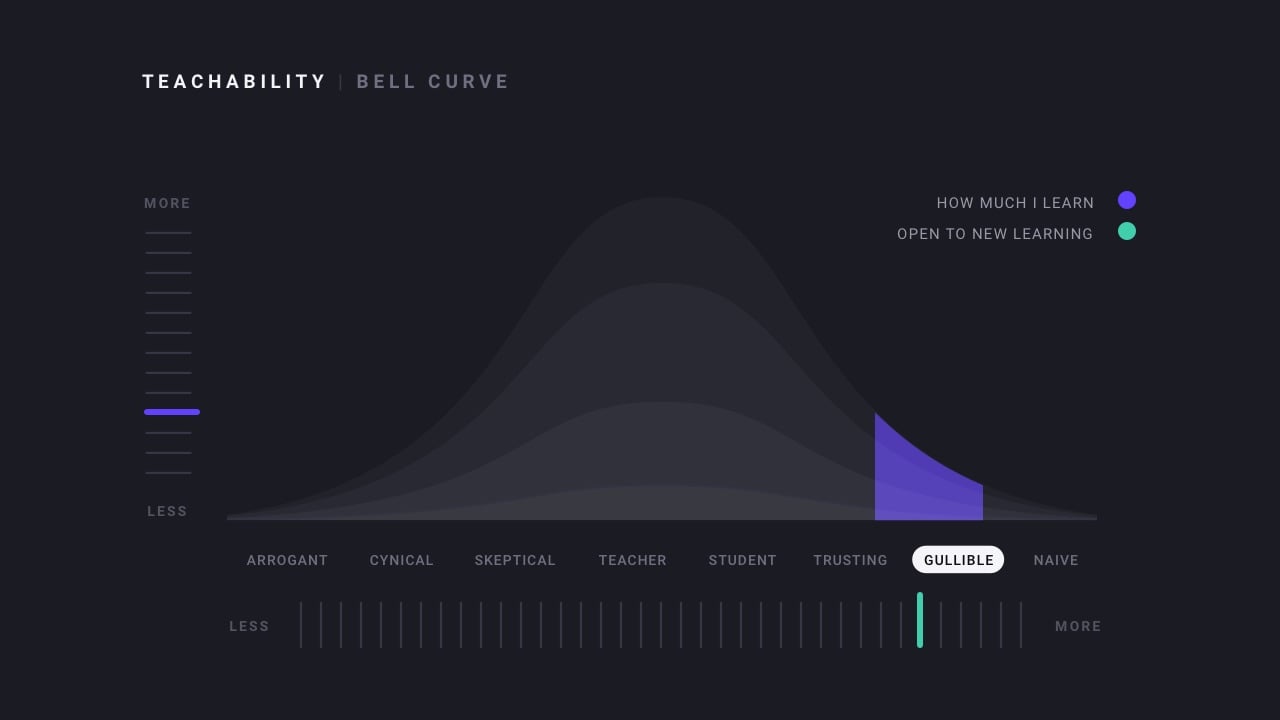 TEACHABILITY | BELL CURVE
MORE
HOW MUCH I LEARN
OPEN TO NEW LEARNING
LESS
ARROGANT CYNICAL SKEPTICAL TEACHER STUDENT TRUSTING GULLIBLE NAIVE
LESS MORE